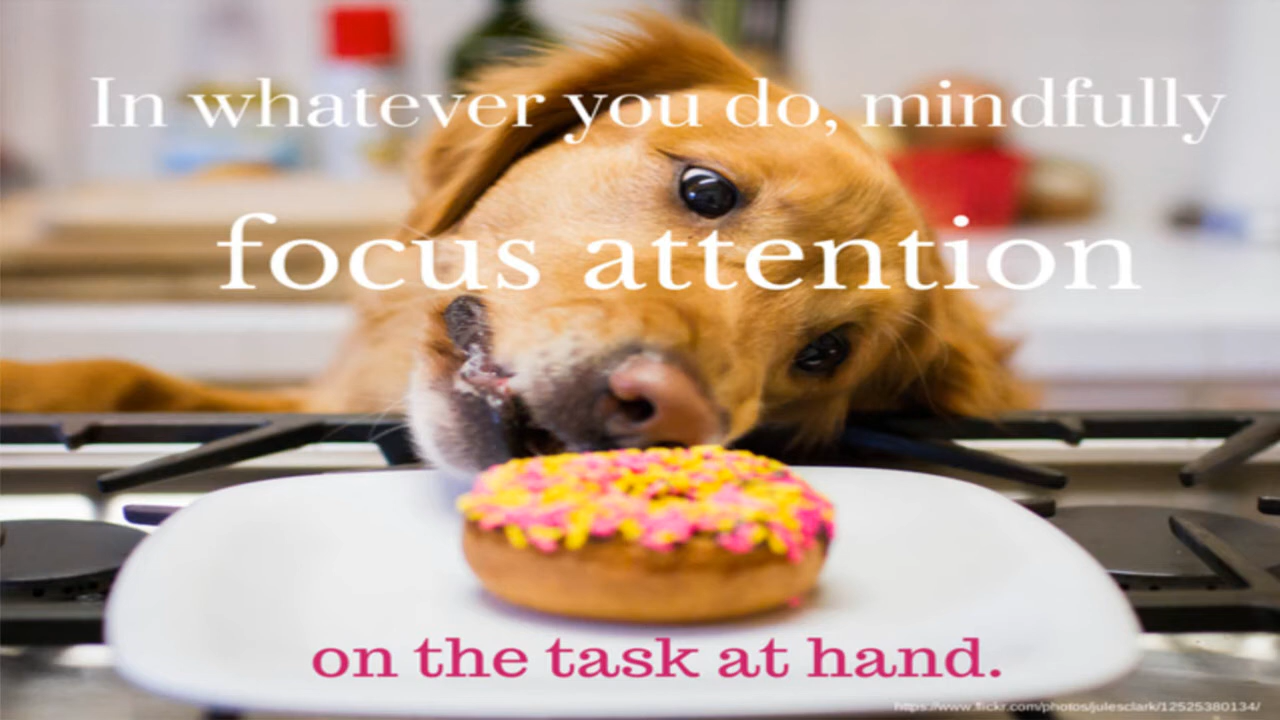 In whatever you do, mindfully
focus attention
on the task at hand.
https://www.flickr.com/photos/julesclark/12525380134/